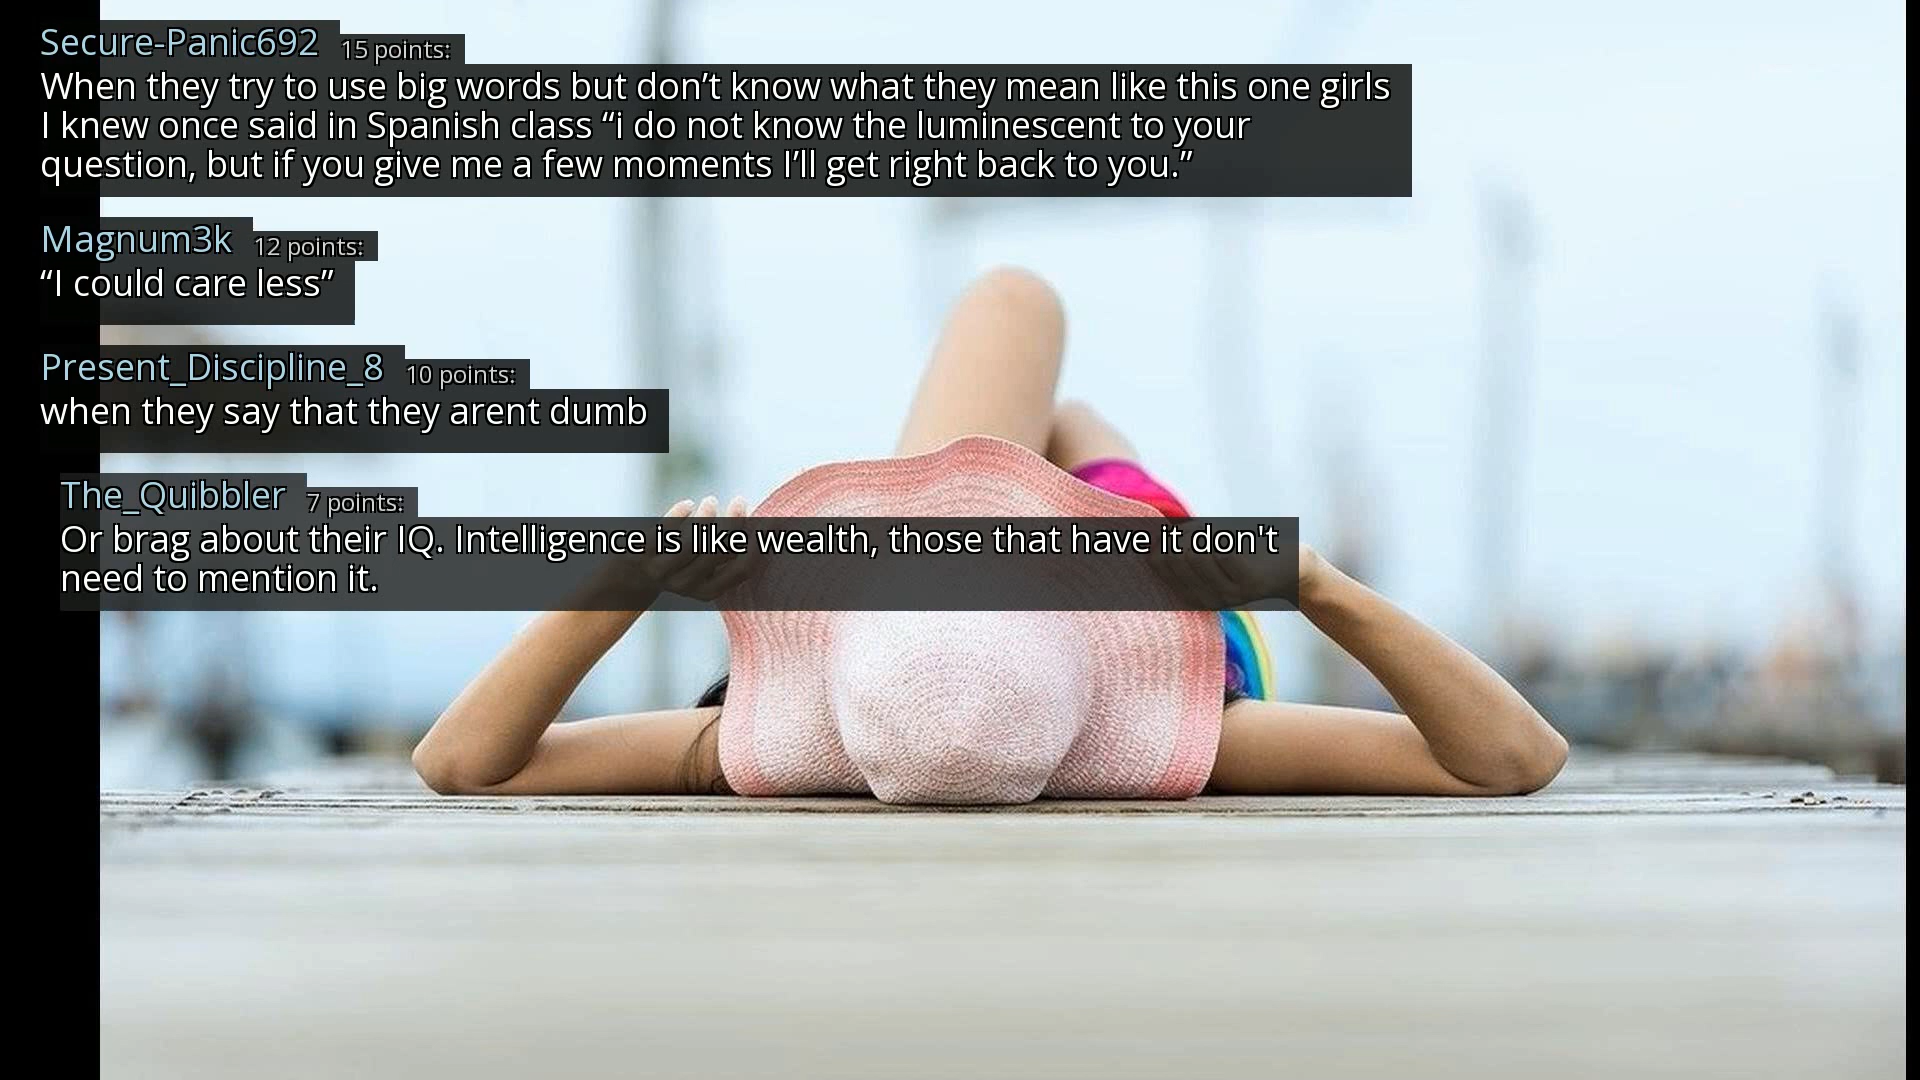 Secure-Panic692 15 points:
When they try to use big words but don’t know what they mean like this one girls
I knew once said in Spanish class “i do not know the luminescent to your
question, but if you give me a few moments I’ll get right back to you.”
Magnum3k 12 points:
“I could care less”
Present_Discipline_8 10 points:
when they say that they arent dumb
The_Quibbler 7 points:
Or brag about their IQ. Intelligence is like wealth, those that have it don't
need to mention it.